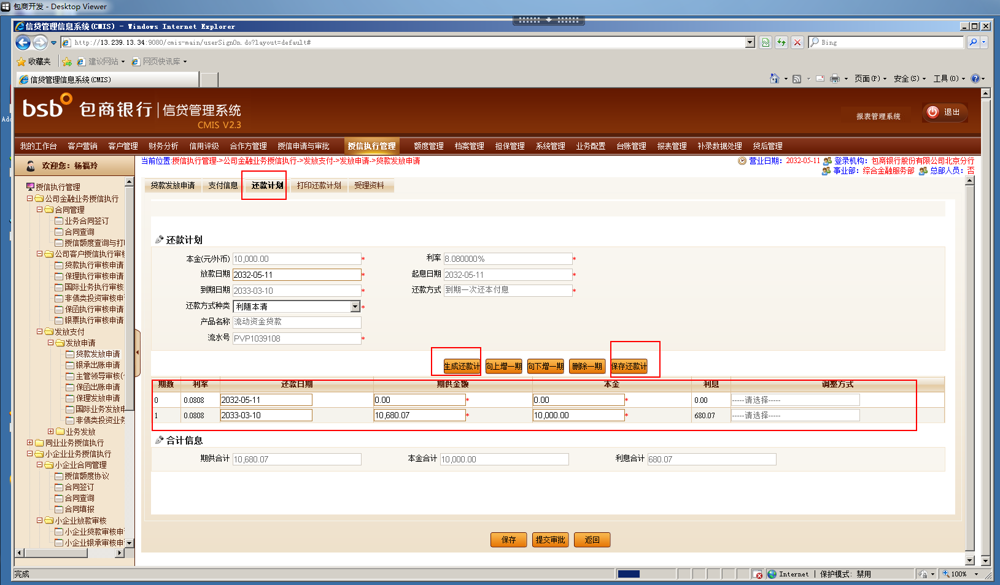 包商开发 - Desktop Viewer
信贷管理信息系统(CMIS) - Windows Internet Explorer
http://13.239.13.34:9080/cmis-main/userSignOn.do?layout=default#
Bing
收藏夹 建议网站 网页快讯库
信贷管理信息系统(CMIS)
页面(P) 安全(S) 工具(O)
bsb 包商银行 信贷管理系统
CMIS V2.3
报表管理系统 退出
我的工作台 客户营销 客户管理 财务分析 信用评级 合作方管理 授信申请与审批 授信执行管理 额度管理 档案管理 担保管理 系统管理 业务配置 台账管理 报表管理 补录数据处理 贷后管理
欢迎您：杨福玲
当前位置:授信执行管理->公司金融业务授信执行->发放支付->发放申请->贷款发放申请
营业日期：2032-05-11 登录机构：包商银行股份有限公司北京分行
事业部：综合金融服务部 总部人员：否
授信执行管理
公司金融业务授信执行
合同管理
业务合同签订
合同查询
授信额度查询与打
公司客户授信执行审核
贷款执行审核申请
保理执行审核申请
国际业务执行审核
非债类投资审核申
保函执行审核申请
银票执行审核申请
发放支付
发放申请
贷款发放申请
银承出账申请
主管领导审核(
保函出账申请
保理发放申请
国际业务发放申
非债类投资业务
业务发放
同业业务授信执行
小企业业务授信执行
小企业合同管理
授信额度协议
合同签订
合同查询
合同填报
小企业放款审核
小企业贷款审核申
小企业银承审核申
贷款发放申请 支付信息 还款计划 打印还款计划 受理资料
还款计划
本金(元/外币) 10,000.00 * 利率 8.080000% *
放款日期 2032-05-11 * 起息日期 2032-05-11 *
到期日期 2033-03-10 * 还款方式 到期一次还本付息 *
还款方式种类 利随本清 *
产品名称 流动资金贷款
流水号 PVP1039108 *
生成还款计 向上增一期 向下增一期 删除一期 保存还款计
期数 利率 还款日期 期供金额 本金 利息 调整方式
0 0.0808 2032-05-11 0.00 * 0.00 * 0.00 -----请选择-----
1 0.0808 2033-03-10 10,680.07 * 10,000.00 * 680.07 -----请选择-----
合计信息
期供合计 10,680.07 本金合计 10,000.00 利息合计 680.07
保存 提交审批 返回
完成 Internet | 保护模式: 禁用 100%